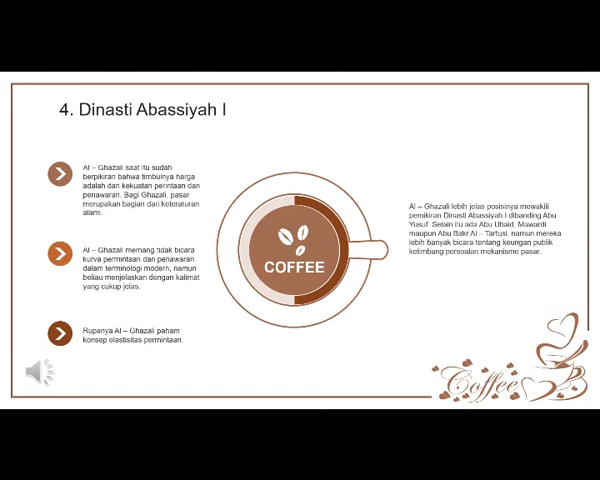 4. Dinasti Abassiyah I
Al – Ghazali saat itu sudah
berpikiran bahwa timbulnya harga
adalah dari kekuatan perintaan dan
penawaran. Bagi Ghazali, pasar
merupakan bagian dari keteraturan
alami.
Al – Ghazali memang tidak bicara
kurva permintaan dan penawaran
dalam terminologi modern, namun
beliau menjelaskan dengan kalimat
yang cukup jelas.
Rupanya Al – Ghazali paham
konsep elastisitas permintaan.
COFFEE
Al – Ghazali lebih jelas posisinya mewakili
pemikiran Dinasti Abassiyah I dibanding Abu
Yusuf. Selain itu ada Abu Ubaid, Mawardi
maupun Abu Bakr Al – Tartusi, namun mereka
lebih banyak bicara tentang keungan publik
ketimbang persoalan mekanisme pasar.
Coffee